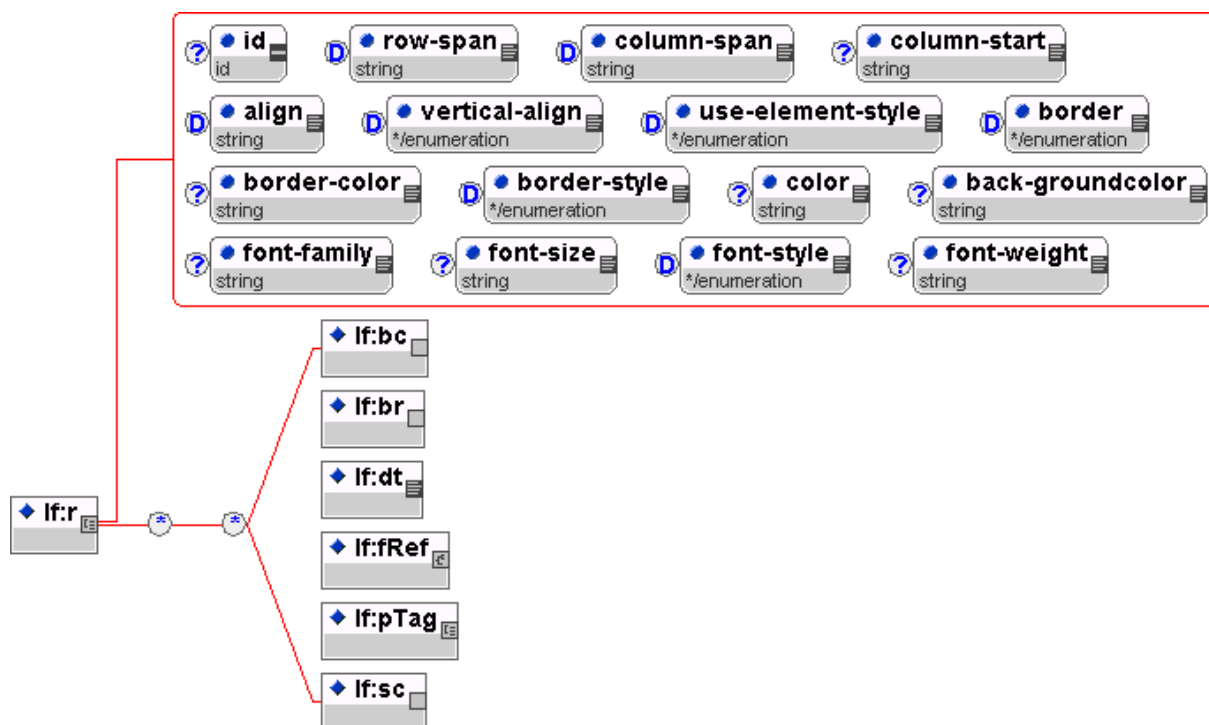 ? id D row-span D column-span ? column-start
id string string string
D align D vertical-align D use-element-style D border
string */enumeration */enumeration */enumeration
? border-color D border-style ? color ? back-groundcolor
string */enumeration string string
? font-family ? font-size D font-style ? font-weight
string string */enumeration string
lf:bc
lf:br
lf:dt
lf:r * *
lf:fRef
lf:pTag
lf:sc